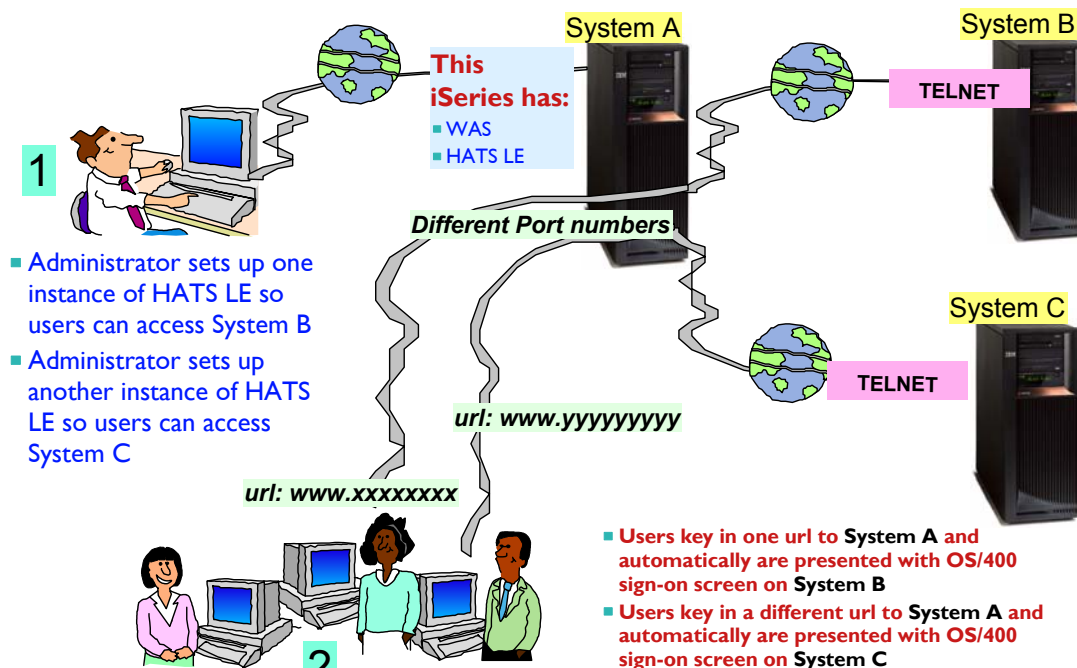 System A
System B
This
iSeries has:
WAS
HATS LE
TELNET
1
Different Port numbers
Administrator sets up one
instance of HATS LE so
users can access System B
Administrator sets up
another instance of HATS
LE so users can access
System C
System C
TELNET
url: www.yyyyyyyyy
url: www.xxxxxxxx
2
Users key in one url to System A and
automatically are presented with OS/400
sign-on screen on System B
Users key in a different url to System A and
automatically are presented with OS/400
sign-on screen on System C